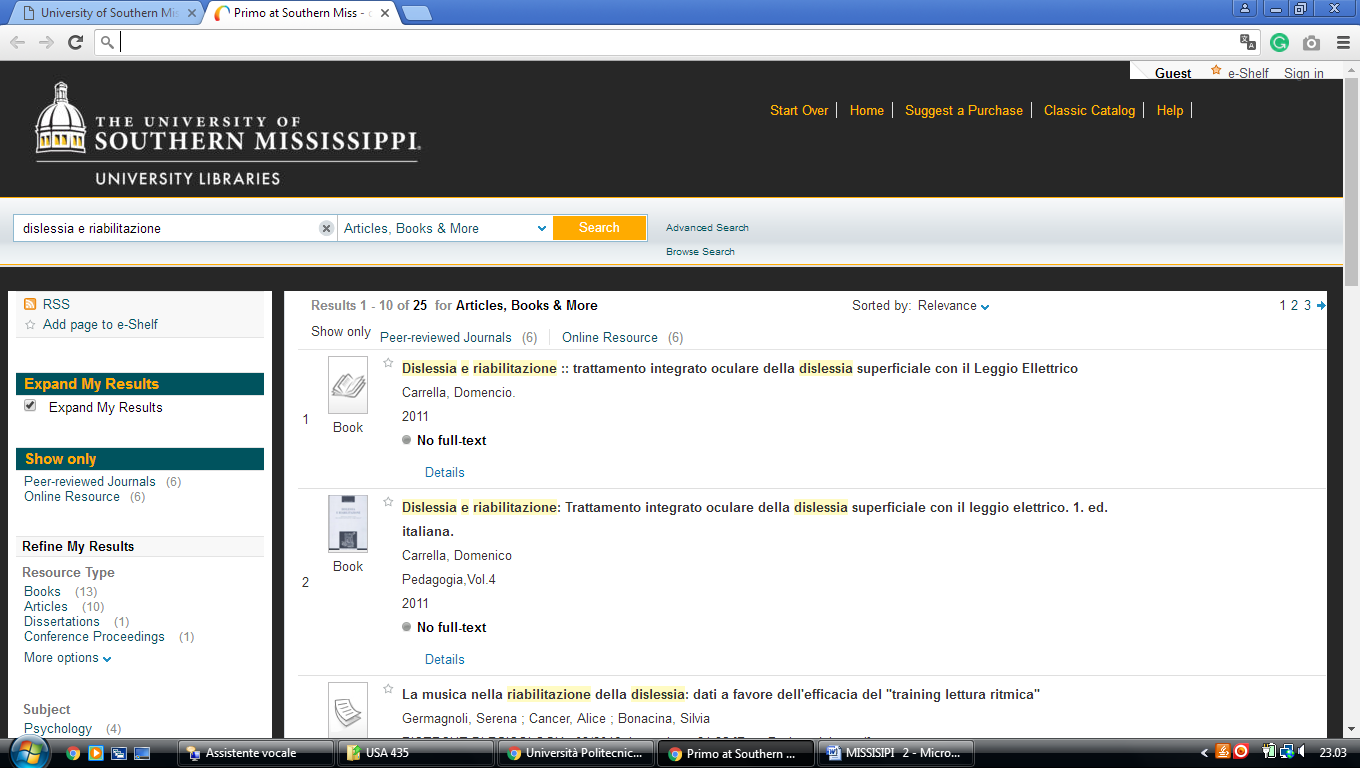 University of Southern Mis
Primo at Southern Miss -
Guest
e-Shelf
Sign in
THE UNIVERSITY OF
SOUTHERN MISSISSIPPI
UNIVERSITY LIBRARIES
Start Over
Home
Suggest a Purchase
Classic Catalog
Help
dislessia e riabilitazione
Articles, Books & More
Search
Advanced Search
Browse Search
RSS
Add page to e-Shelf
Expand My Results
Expand My Results
Show only
Peer-reviewed Journals (6)
Online Resource (6)
Refine My Results
Resource Type
Books (13)
Articles (10)
Dissertations (1)
Conference Proceedings (1)
More options
Subject
Psychology (4)
Results 1 - 10 of 25 for Articles, Books & More
Sorted by: Relevance
1 2 3
Show only Peer-reviewed Journals (6) Online Resource (6)
1
Book
Dislessia e riabilitazione :: trattamento integrato oculare della dislessia superficiale con il Leggio Ellettrico
Carrella, Domencio.
2011
No full-text
Details
2
Book
Dislessia e riabilitazione: Trattamento integrato oculare della dislessia superficiale con il leggio elettrico. 1. ed.
italiana.
Carrella, Domenico
Pedagogia,Vol.4
2011
No full-text
Details
La musica nella riabilitazione della dislessia: dati a favore dell'efficacia del "training lettura ritmica"
Germagnoli, Serena ; Cancer, Alice ; Bonacina, Silvia
Assistente vocale
USA 435
Università Politecnic...
Primo at Southern ...
MISSISIPI 2 - Micro...
23.03